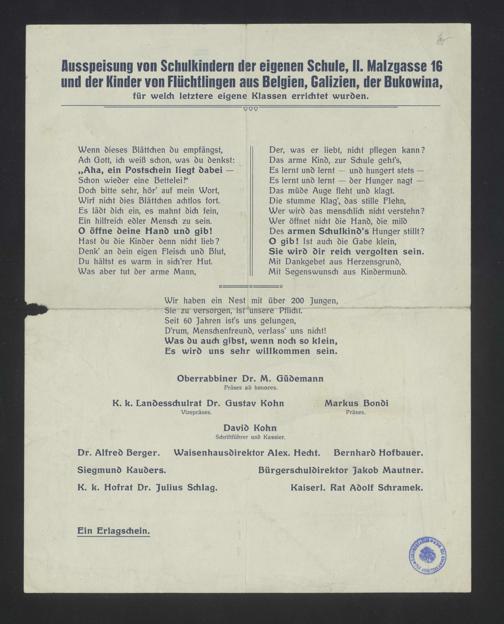 Ausspeisung von Schulkindern der eigenen Schule, II. Malzgasse 16
und der Kinder von Flüchtlingen aus Belgien, Galizien, der Bukowina,
für welch letztere eigene Klassen errichtet wurden.
Wenn dieses Blättchen du empfängst,
Ach Gott, ich weiß schon, was du denkst:
„Aha, ein Postschein liegt dabei —
Schon wieder eine Bettelei!"
Doch bitte sehr, hör' auf mein Wort,
Wirf nicht dies Blättchen achtlos fort.
Es lädt dich ein, es mahnt dich fein,
Ein hilfreich edler Mensch zu sein.
O öffne deine Hand und gib!
Hast du die Kinder denn nicht lieb?
Denk' an dein eigen Fleisch und Blut,
Du hältst es warm in sich'rer Hut.
Was aber tut der arme Mann,
Der, was er liebt, nicht pflegen kann?
Das arme Kind, zur Schule geht's,
Es lernt und lernt — und hungert stets —
Es lernt und lernt — der Hunger nagt —
Das müde Auge fleht und klagt.
Die stumme Klag', das stille Flehn,
Wer wird das menschlich nicht verstehn?
Wer öffnet nicht die Hand, die mild
Des armen Schulkind's Hunger stillt?
O gib! Ist auch die Gabe klein,
Sie wird dir reich vergolten sein.
Mit Dankgebet aus Herzensgrund,
Mit Segenswunsch aus Kindermund.
Wir haben ein Nest mit über 200 Jungen,
Sie zu versorgen, ist unsere Pflicht.
Seit 60 Jahren ist's uns gelungen,
D'rum, Menschenfreund, verlass' uns nicht!
Was du auch gibst, wenn noch so klein,
Es wird uns sehr willkommen sein.
Oberrabbiner Dr. M. Güdemann
Präses ad honores.
K. k. Landesschulrat Dr. Gustav Kohn Markus Bondi
Vizepräses. Präses.
David Kohn
Schriftführer und Kassier.
Dr. Alfred Berger. Waisenhausdirektor Alex. Hecht. Bernhard Hofbauer.
Siegmund Kauders. Bürgerschuldirektor Jakob Mautner.
K. k. Hofrat Dr. Julius Schlag. Kaiserl. Rat Adolf Schramek.
Ein Erlagschein.